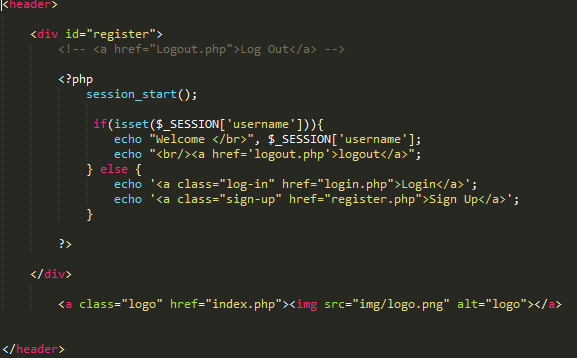 <header>
<div id="register">
<!-- <a href="Logout.php">Log Out</a> -->
<?php
session_start();
if(isset($_SESSION['username'])){
echo "Welcome </br>", $_SESSION['username'];
echo "<br/><a href='logout.php'>logout</a>";
} else {
echo '<a class="log-in" href="login.php">Login</a>';
echo '<a class="sign-up" href="register.php">Sign Up</a>';
}
?>
</div>
<a class="logo" href="index.php"><img src="img/logo.png" alt="logo"></a>
</header>